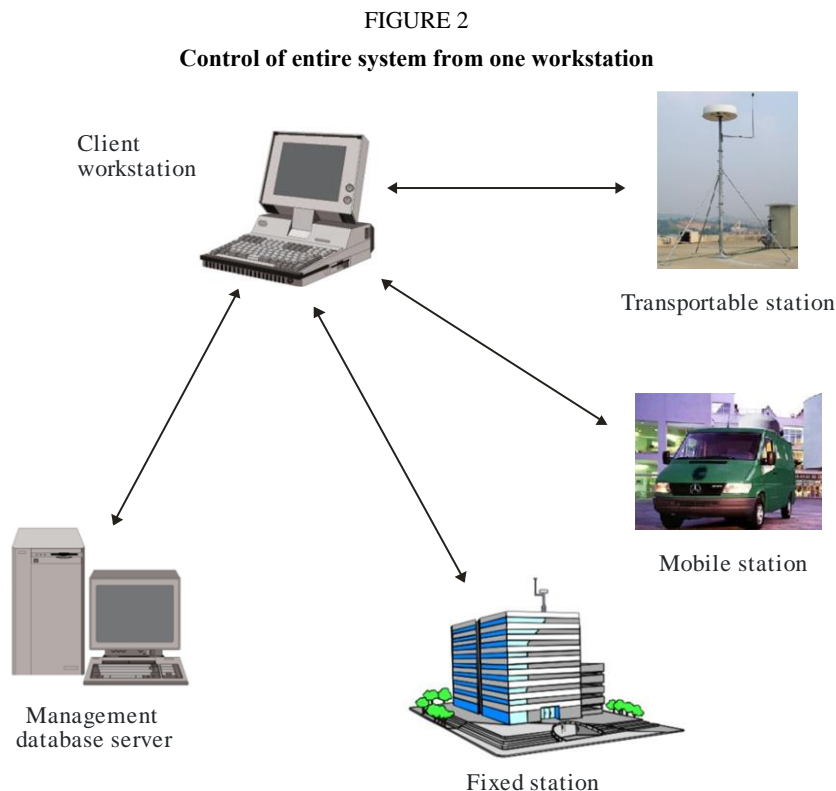 FIGURE 2
Control of entire system from one workstation
Client
workstation
Transportable station
Mobile station
Management
database server
Fixed station